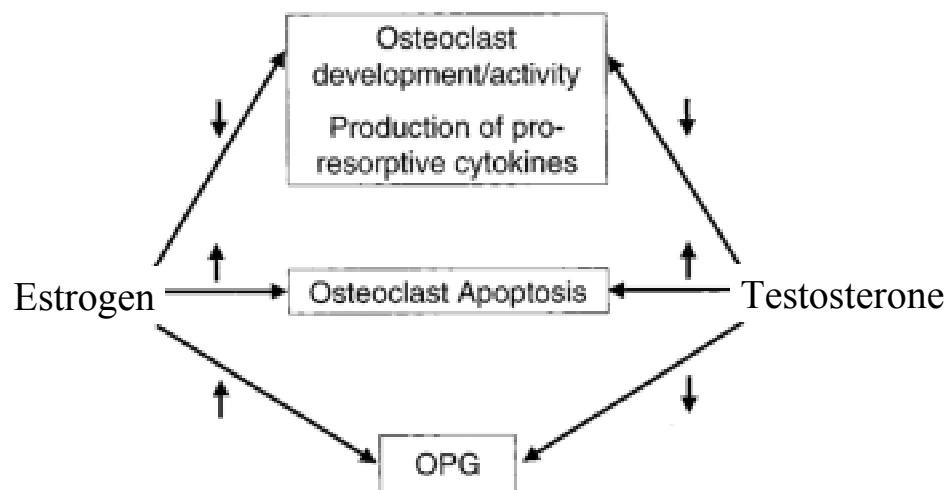 Osteoclast
development/activity
Production of pro-
resorptive cytokines
Estrogen
Osteoclast Apoptosis
Testosterone
OPG